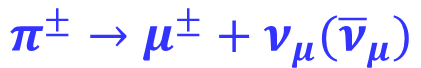 π± → μ± + νμ(ν̅μ)